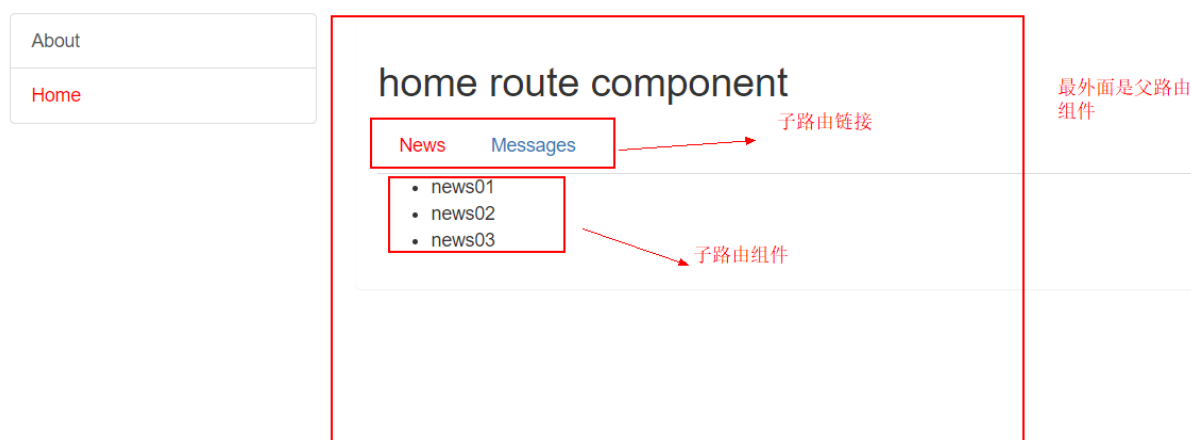 About
Home
home route component
最外面是父路由
组件
子路由链接
News Messages
news01
news02
news03
子路由组件